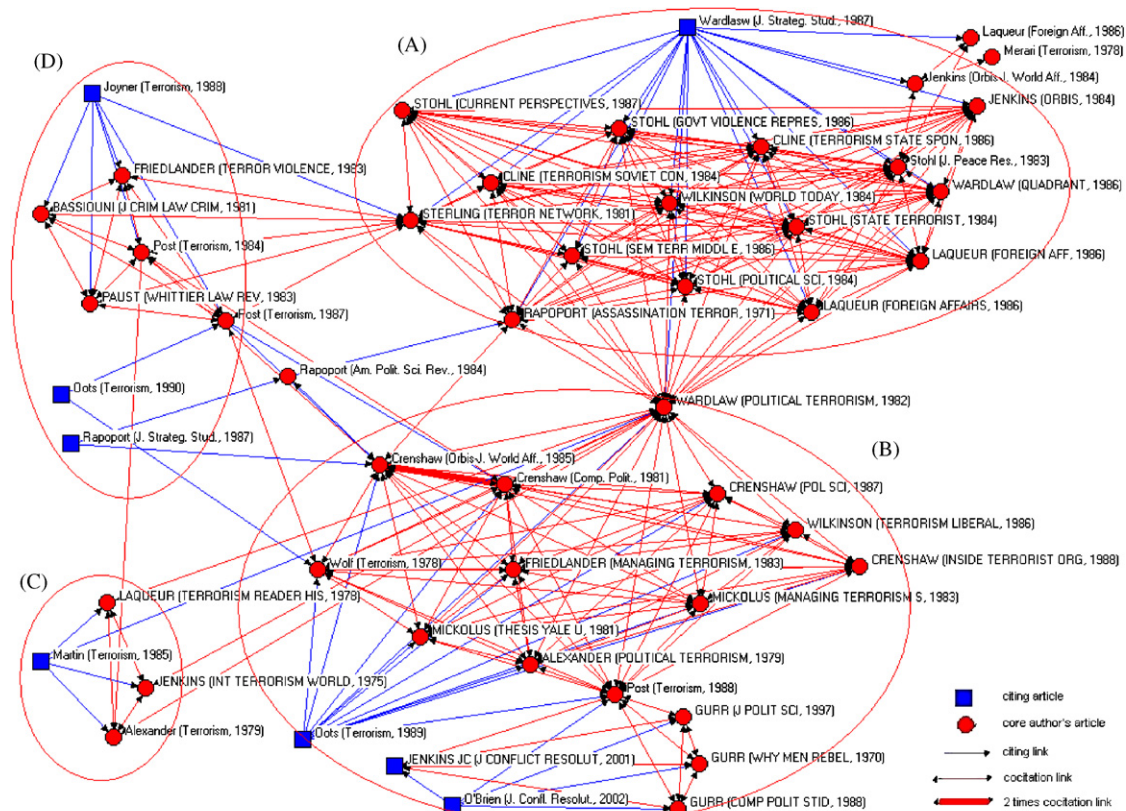 Wardlasw (J. Strateg. Stud., 1987)
Laqueur (Foreign Aff., 1986)
(A)
Merari (Terrorism, 1978)
(D)
Jenkins (Orbis-J. World Aff., 1984)
Joyner (Terrorism, 1988)
STOHL (CURRENT PERSPECTIVES, 1987)
JENKINS (ORBIS, 1984)
STOHL (GOVT VIOLENCE REPRES, 1986)
CLINE (TERRORISM STATE SPON, 1986)
Stohl (J. Peace Res., 1983)
FRIEDLANDER (TERROR VIOLENCE, 1983)
CLINE (TERRORISM SOVIET CON, 1984)
WARDLAW (QUADRANT, 1986)
WILKINSON (WORLD TODAY, 1984)
BASSIOUNI (J CRIM LAW CRIM, 1981)
STERLING (TERROR NETWORK, 1981)
STOHL (STATE TERRORIST, 1984)
Post (Terrorism, 1984)
STOHL (SEM TERR MIDDLE, 1986)
LAQUEUR (FOREIGN AFF, 1986)
STOHL (POLITICAL SCI, 1984)
PAUST (WHITTIER LAW REV, 1983)
LAQUEUR (FOREIGN AFFAIRS, 1986)
Post (Terrorism, 1987)
RAPOPORT (ASSASSINATION TERROR, 1971)
Rapoport (Am. Polit. Sci. Rev., 1984)
Oots (Terrorism, 1990)
WARDLAW (POLITICAL TERRORISM, 1982)
Rapoport (J. Strateg. Stud., 1987)
(B)
Crenshaw (Orbis-J. World Aff., 1985)
Crenshaw (Comp. Polit., 1981)
CRENSHAW (POL SCI, 1987)
WILKINSON (TERRORISM LIBERAL, 1986)
CRENSHAW (INSIDE TERRORIST ORG, 1988)
Wolf (Terrorism, 1978)
FRIEDLANDER (MANAGING TERRORISM, 1983)
(C)
LAQUEUR (TERRORISM READER HIS, 1978)
MICKOLUS (MANAGING TERRORISM S, 1983)
MICKOLUS (THESIS YALE U, 1981)
Martin (Terrorism, 1985)
ALEXANDER (POLITICAL TERRORISM, 1979)
JENKINS (INT TERRORISM WORLD, 1975)
Post (Terrorism, 1988)
citing article
GURR (J POLIT SCI, 1997)
core author's article
Alexander (Terrorism, 1979)
Oots (Terrorism, 1989)
citing link
JENKINS JC (J CONFLICT RESOLUT, 2001)
GURR (WHY MEN REBEL, 1970)
cocitation link
O'Brien (J. Confl. Resolut., 2002)
GURR (COMP POLIT STID, 1988)
2 times cocitation link